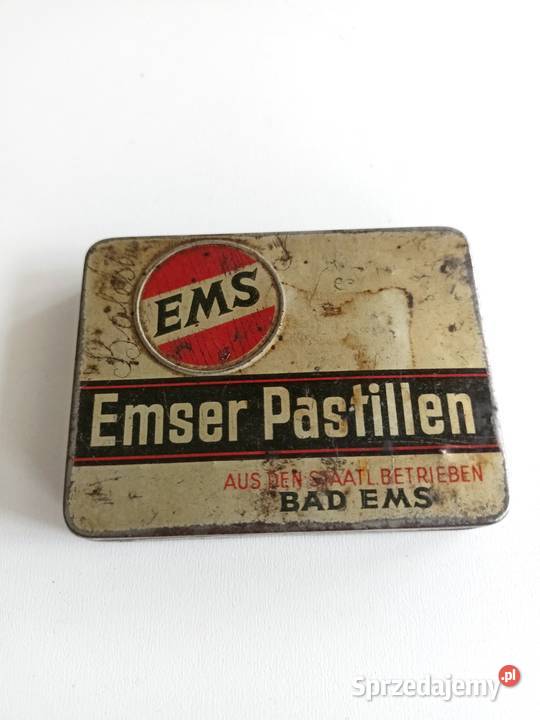 EMS
Emser Pastillen
AUS DEN STAATL. BETRIEBEN
BAD EMS
Sprzedajemy.pl